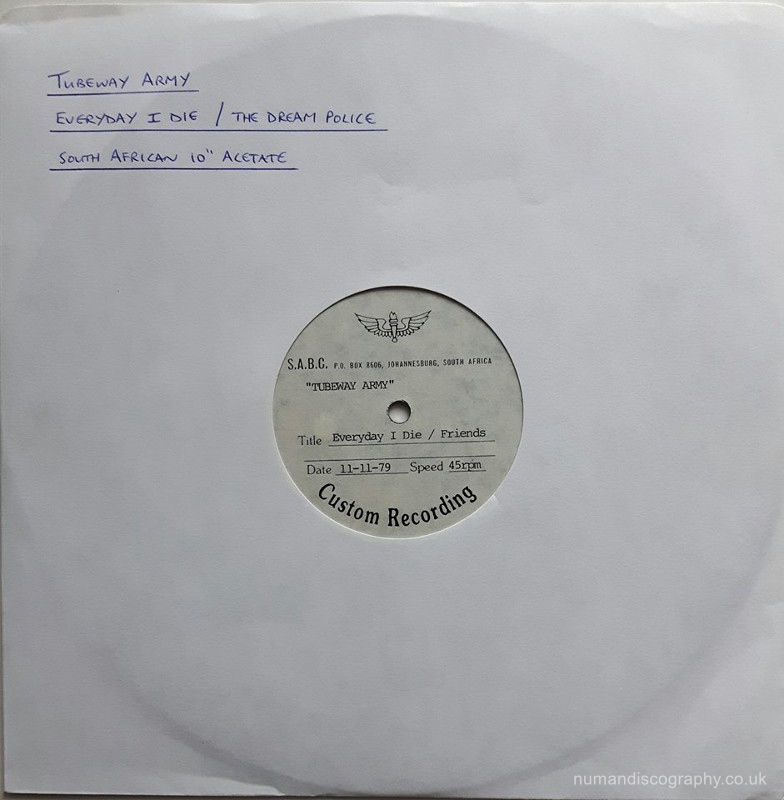 TUBEWAY ARMY
EVERYDAY I DIE / THE DREAM POLICE
SOUTH AFRICAN 10" ACETATE
S.A.B.C. P.O. BOX 8606, JOHANNESBURG, SOUTH AFRICA
"TUBEWAY ARMY"
Title Everyday I Die / Friends
Date 11-11-79 Speed 45rpm
Custom Recording
numandiscography.co.uk